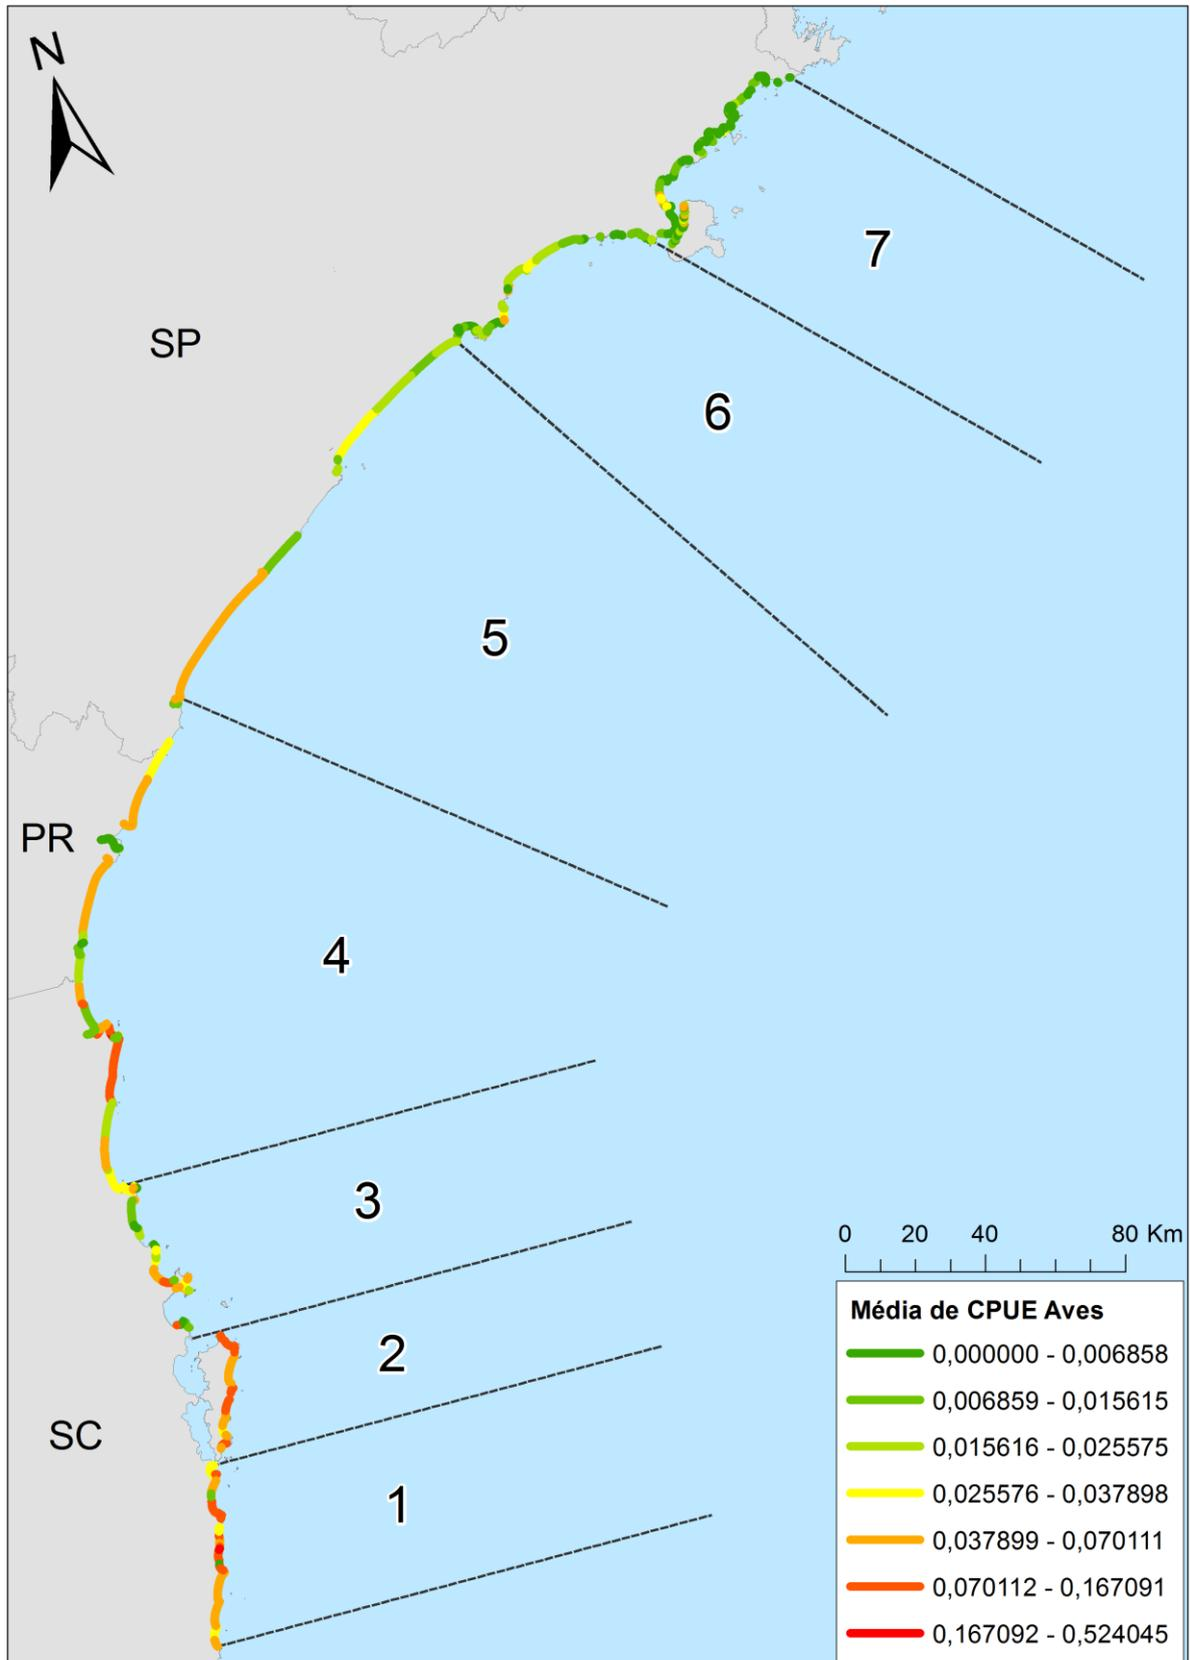 N
7
SP
6
5
PR
4
3
0 20 40 80 Km
Média de CPUE Aves
2
0,000000 - 0,006858
0,006859 - 0,015615
SC
0,015616 - 0,025575
1
0,025576 - 0,037898
0,037899 - 0,070111
0,070112 - 0,167091
0,167092 - 0,524045